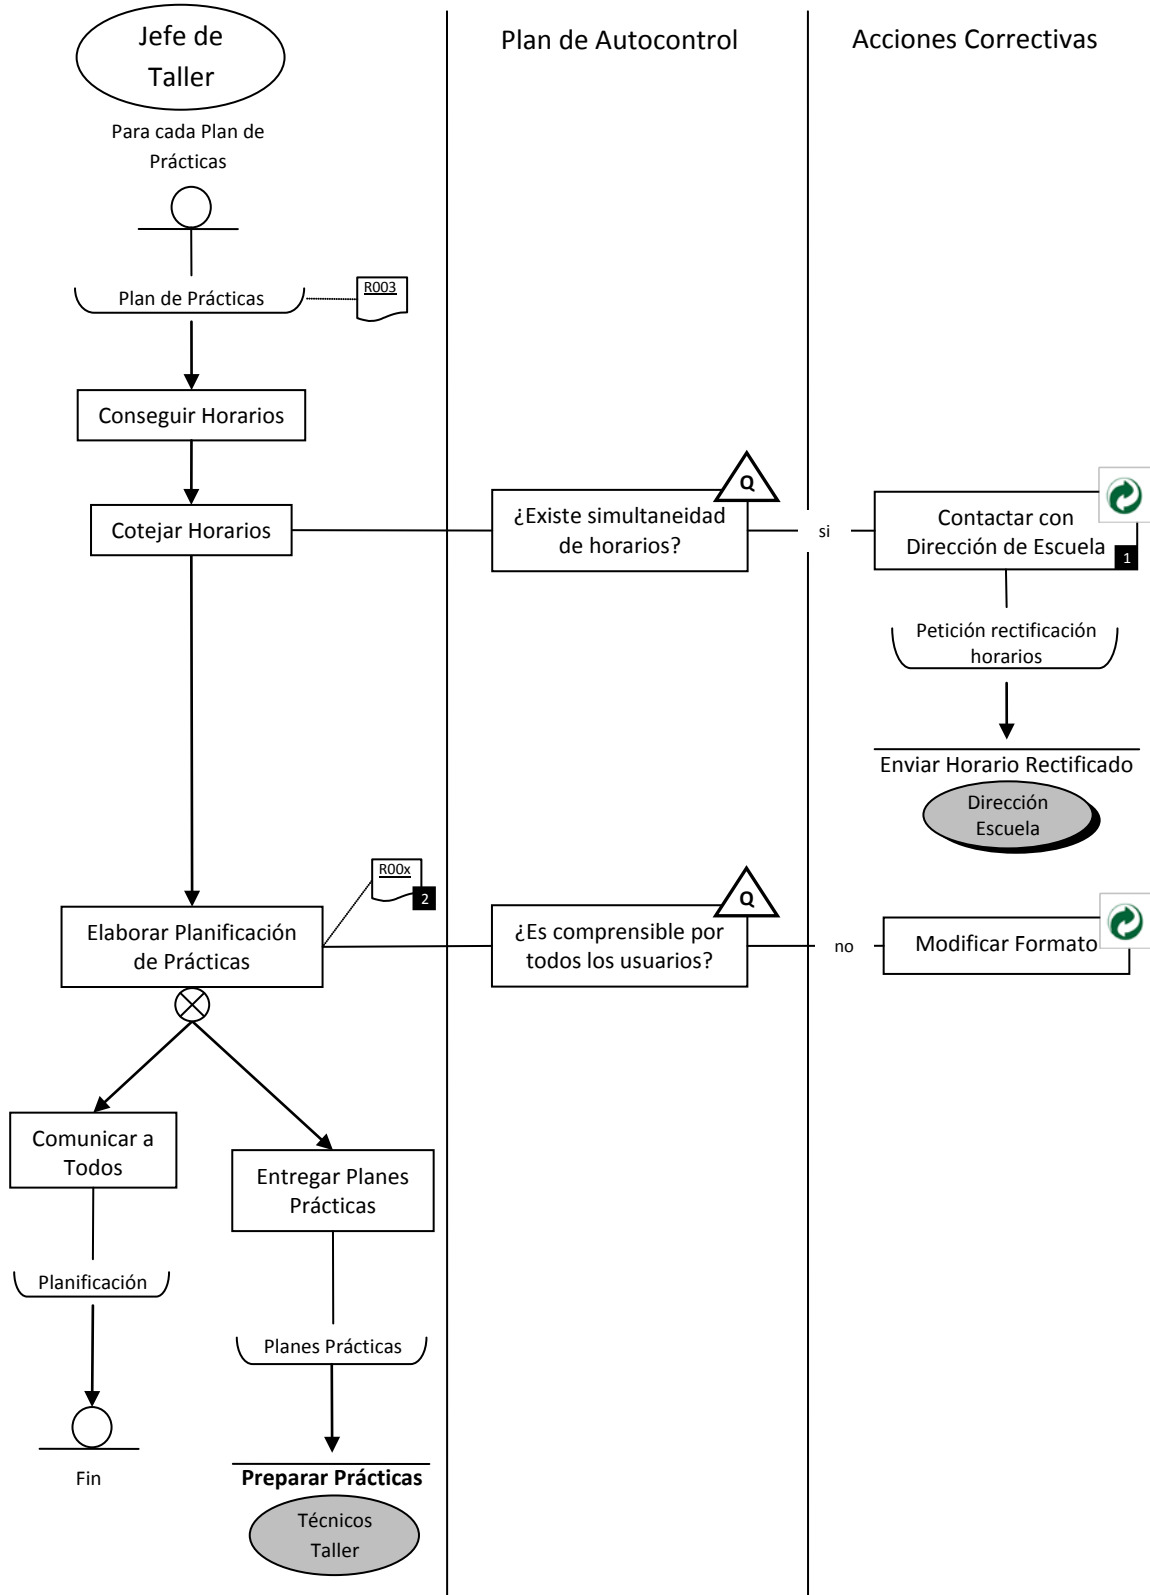 Jefe de
Taller
Plan de Autocontrol
Acciones Correctivas
Para cada Plan de
Prácticas
Plan de Prácticas
R003
Conseguir Horarios
Cotejar Horarios
Q
¿Existe simultaneidad
de horarios?
si
Contactar con
Dirección de Escuela
1
Petición rectificación
horarios
Enviar Horario Rectificado
Dirección
Escuela
R00x
2
Elaborar Planificación
de Prácticas
Q
¿Es comprensible por
todos los usuarios?
no
Modificar Formato
Comunicar a
Todos
Entregar Planes
Prácticas
Planificación
Planes Prácticas
Fin
Preparar Prácticas
Técnicos
Taller